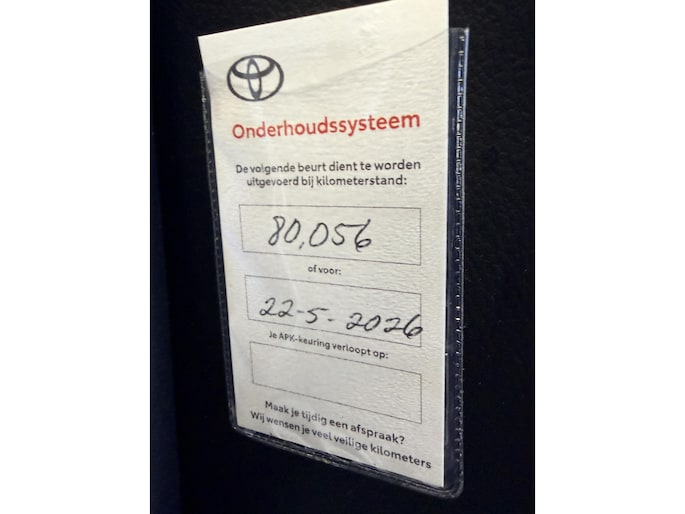 Onderhoudssysteem
De volgende beurt dient te worden
uitgevoerd bij kilometerstand:
80,056
of voor:
22-5-2026
Je APK-keuring verloopt op:
Maak je tijdig een afspraak?
Wij wensen je veel veilige kilometers